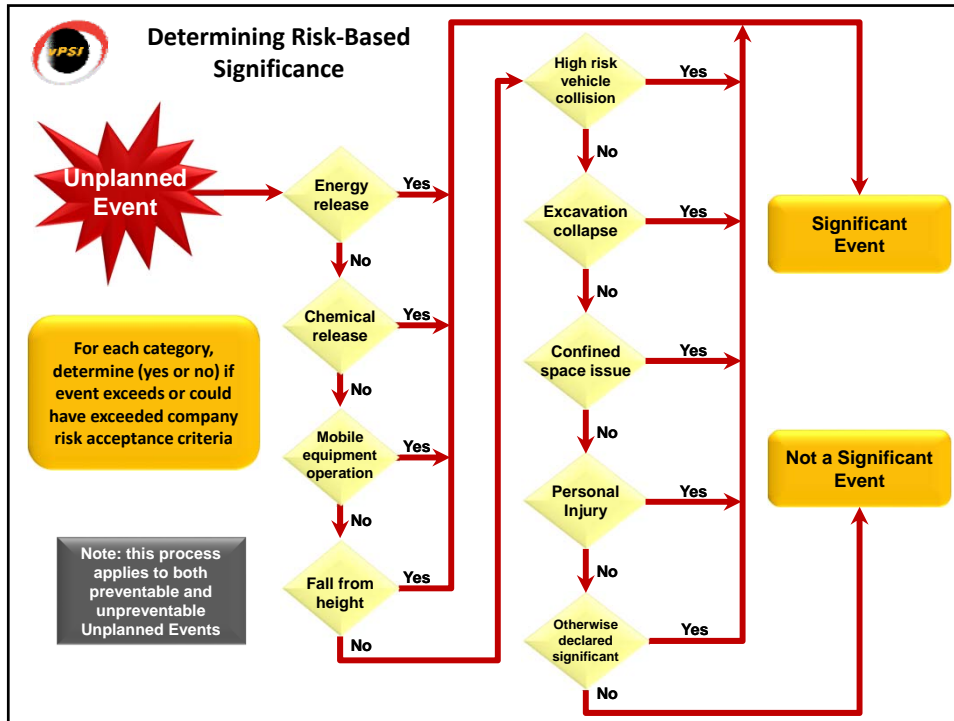 vPSI
Determining Risk-Based
Significance
Unplanned
Event
Energy
release
Yes
No
Chemical
release
Yes
No
Mobile
equipment
operation
Yes
No
Fall from
height
Yes
No
For each category,
determine (yes or no) if
event exceeds or could
have exceeded company
risk acceptance criteria
Note: this process
applies to both
preventable and
unpreventable
Unplanned Events
High risk
vehicle
collision
Yes
No
Excavation
collapse
Yes
No
Confined
space issue
Yes
No
Personal
Injury
Yes
No
Otherwise
declared
significant
Yes
No
Significant
Event
Not a Significant
Event